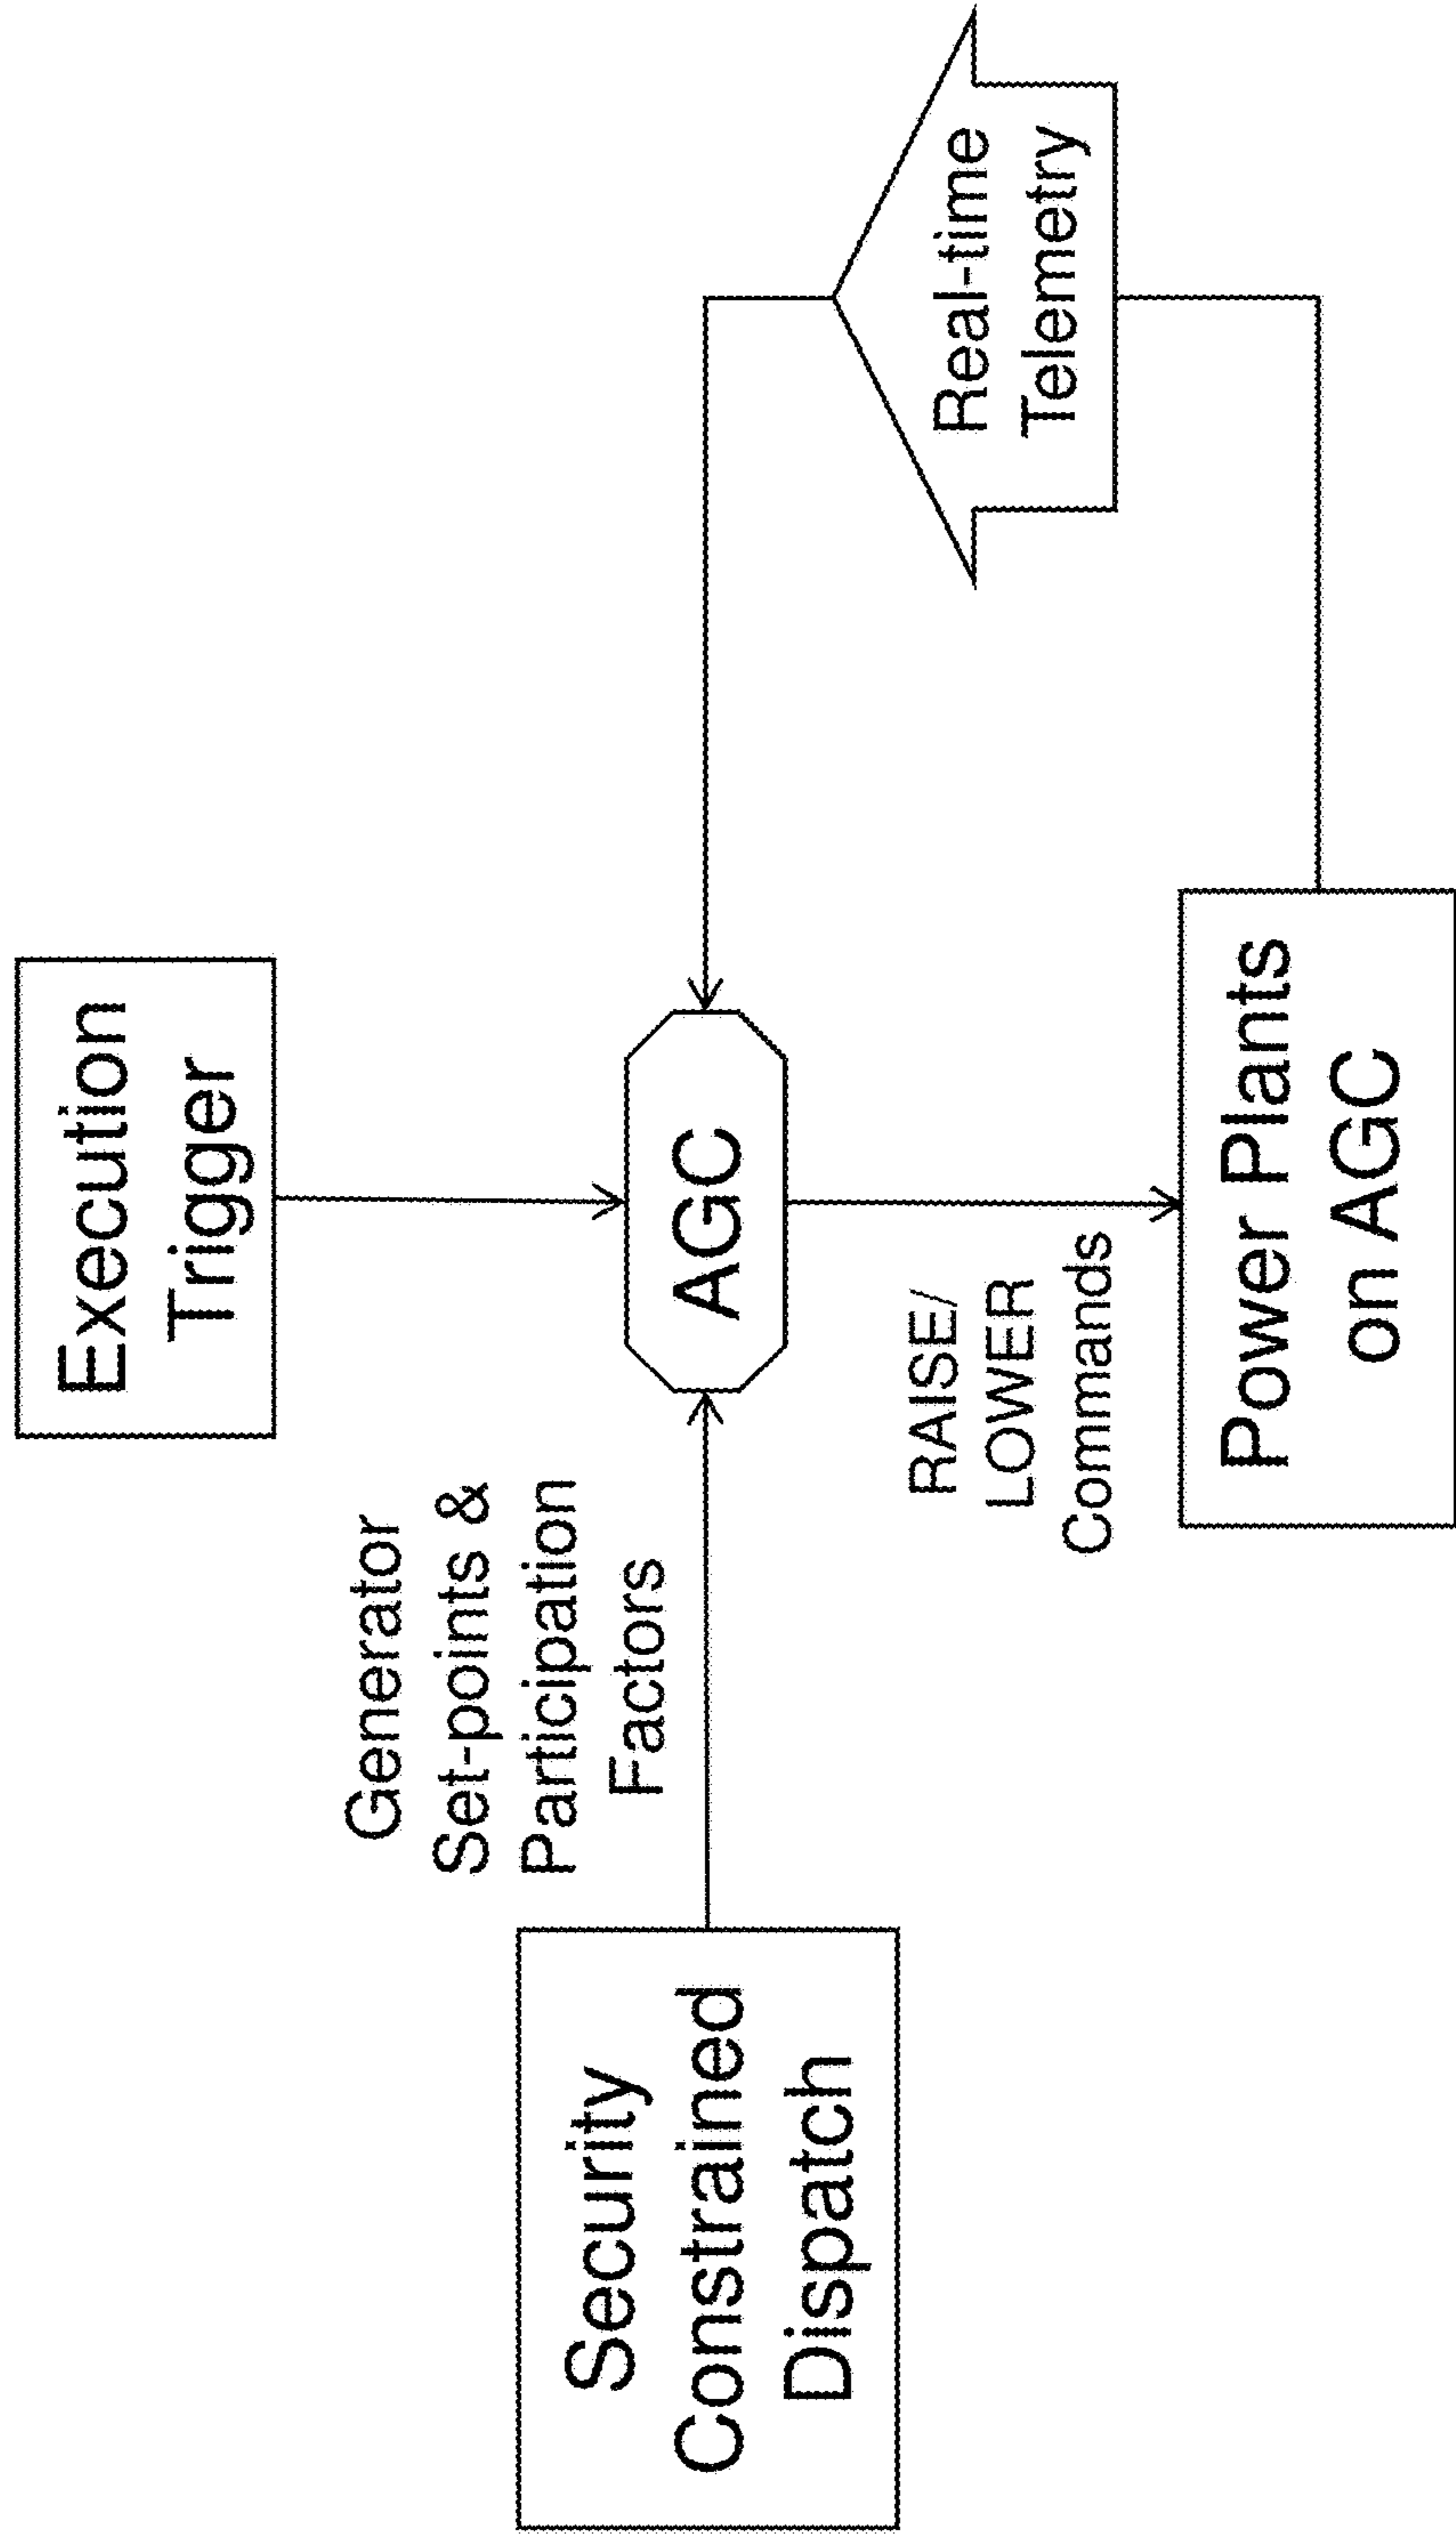 Execution
Trigger
Generator
Set-points &
Participation
Factors
Security
Constrained
Dispatch
AGC
RAISE/
LOWER
Commands
Real-time
Telemetry
Power Plants
on AGC